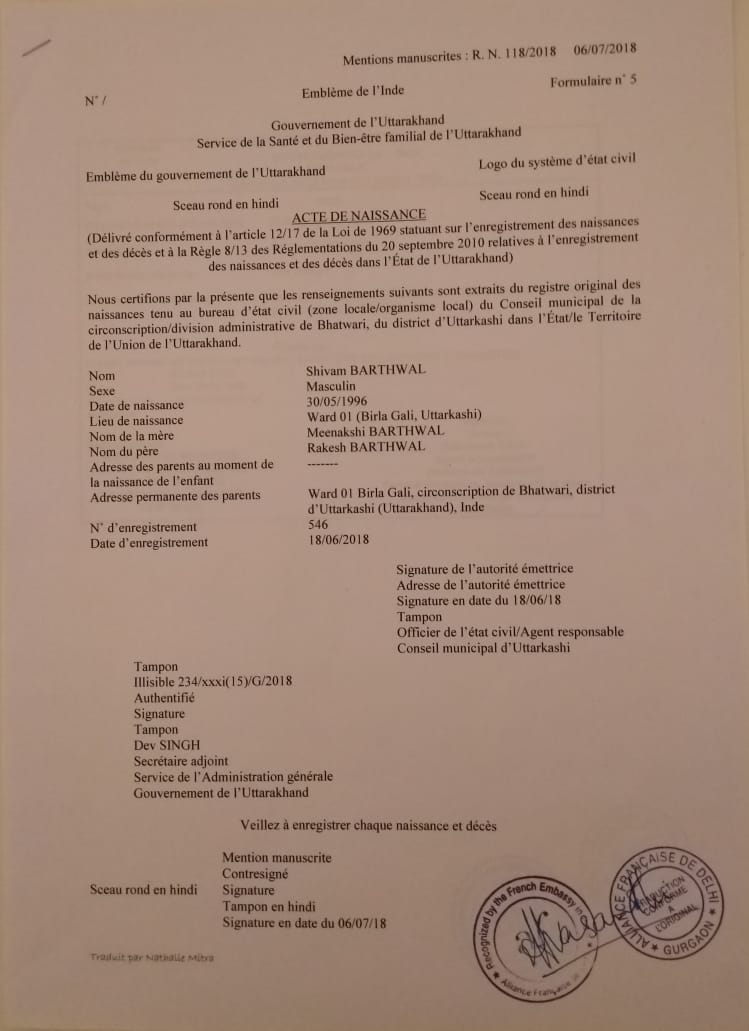 Mentions manuscrites : R. N. 118/2018 06/07/2018
N° / Emblème de l'Inde Formulaire n° 5
Gouvernement de l'Uttarakhand
Service de la Santé et du Bien-être familial de l'Uttarakhand
Emblème du gouvernement de l'Uttarakhand Logo du système d'état civil
Sceau rond en hindi Sceau rond en hindi
ACTE DE NAISSANCE
(Délivré conformément à l'article 12/17 de la Loi de 1969 statuant sur l'enregistrement des naissances
et des décès et à la Règle 8/13 des Réglementations du 20 septembre 2010 relatives à l'enregistrement
des naissances et des décès dans l'État de l'Uttarakhand)
Nous certifions par la présente que les renseignements suivants sont extraits du registre original des
naissances tenu au bureau d'état civil (zone locale/organisme local) du Conseil municipal de la
circonscription/division administrative de Bhatwari, du district d'Uttarkashi dans l'État/le Territoire
de l'Union de l'Uttarakhand.
Nom Shivam BARTHWAL
Sexe Masculin
Date de naissance 30/05/1996
Lieu de naissance Ward 01 (Birla Gali, Uttarkashi)
Nom de la mère Meenakshi BARTHWAL
Nom du père Rakesh BARTHWAL
Adresse des parents au moment de -------
la naissance de l'enfant
Adresse permanente des parents Ward 01 Birla Gali, circonscription de Bhatwari, district
d'Uttarkashi (Uttarakhand), Inde
N° d'enregistrement 546
Date d'enregistrement 18/06/2018
Signature de l'autorité émettrice
Adresse de l'autorité émettrice
Signature en date du 18/06/18
Tampon
Officier de l'état civil/Agent responsable
Conseil municipal d'Uttarkashi
Tampon
Illisible 234/xxxi(15)/G/2018
Authentifié
Signature
Tampon
Dev SINGH
Secrétaire adjoint
Service de l'Administration générale
Gouvernement de l'Uttarakhand
Veillez à enregistrer chaque naissance et décès
Mention manuscrite
Contresigné
Sceau rond en hindi Signature
Tampon en hindi
Signature en date du 06/07/18
Traduit par Nathalie Mitra
Recognized by the French Embassy in
Alliance Française
ALLIANCE FRANÇAISE DE DELHI
GURGAON
TRADUCTION
CONFORME
A
L'ORIGINAL